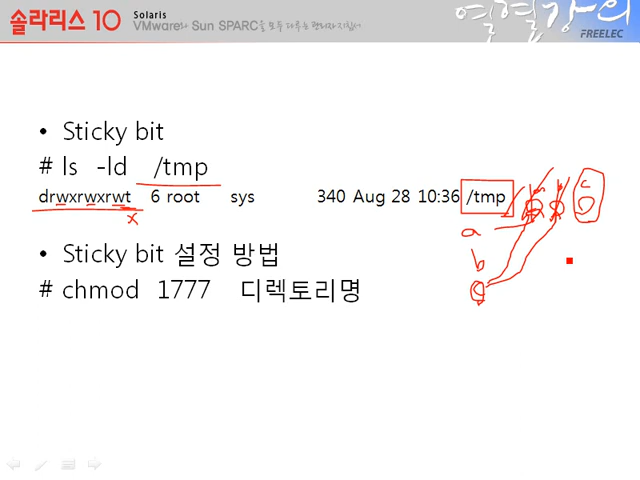 솔라리스 10
Solaris
VMware와 Sun SPARC을 모두 다루는 관리자 지침서
열혈강의
FREELEC
• Sticky bit
# ls -ld /tmp
drwxrwxrwt 6 root sys 340 Aug 28 10:36 /tmp
x
a
b
c
• Sticky bit 설정 방법
# chmod 1777 디렉토리명